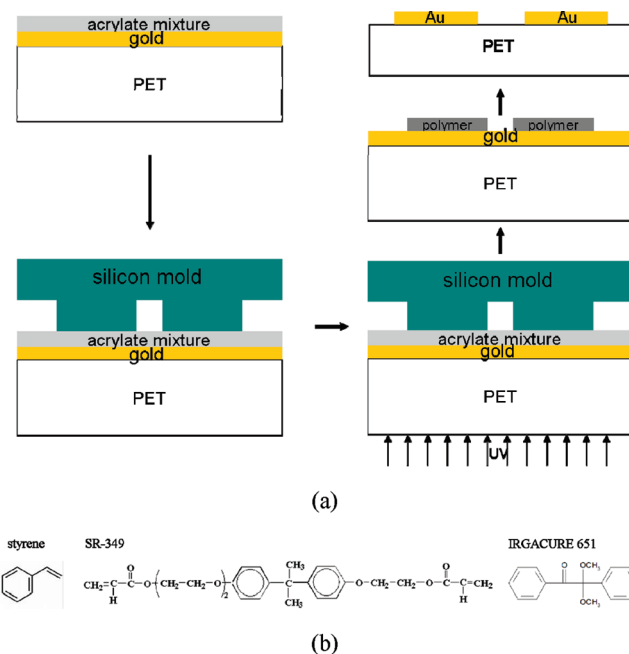 acrylate mixture
gold
PET
silicon mold
acrylate mixture
gold
PET
Au Au
PET
polymer polymer
gold
PET
silicon mold
acrylate mixture
gold
PET
UV
(a)
styrene SR-349 IRGACURE 651
CH₂=C–C–O–(CH₂–CH₂–O)₂ CH₃ O–CH₂–CH₂–O–C–C=CH₂
O H CH₃ O H
O OCH₃
OCH₃
(b)